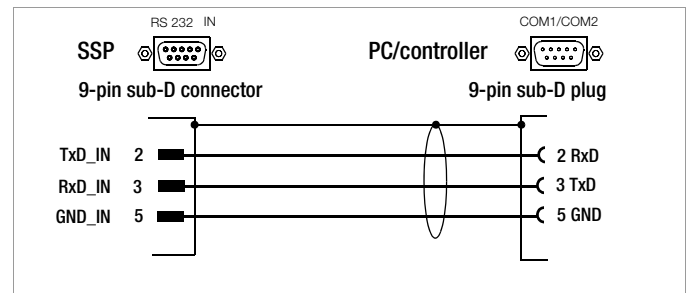 RS 232 IN COM1/COM2
SSP PC/controller
9-pin sub-D connector 9-pin sub-D plug
TxD_IN 2 2 RxD
RxD_IN 3 3 TxD
GND_IN 5 5 GND